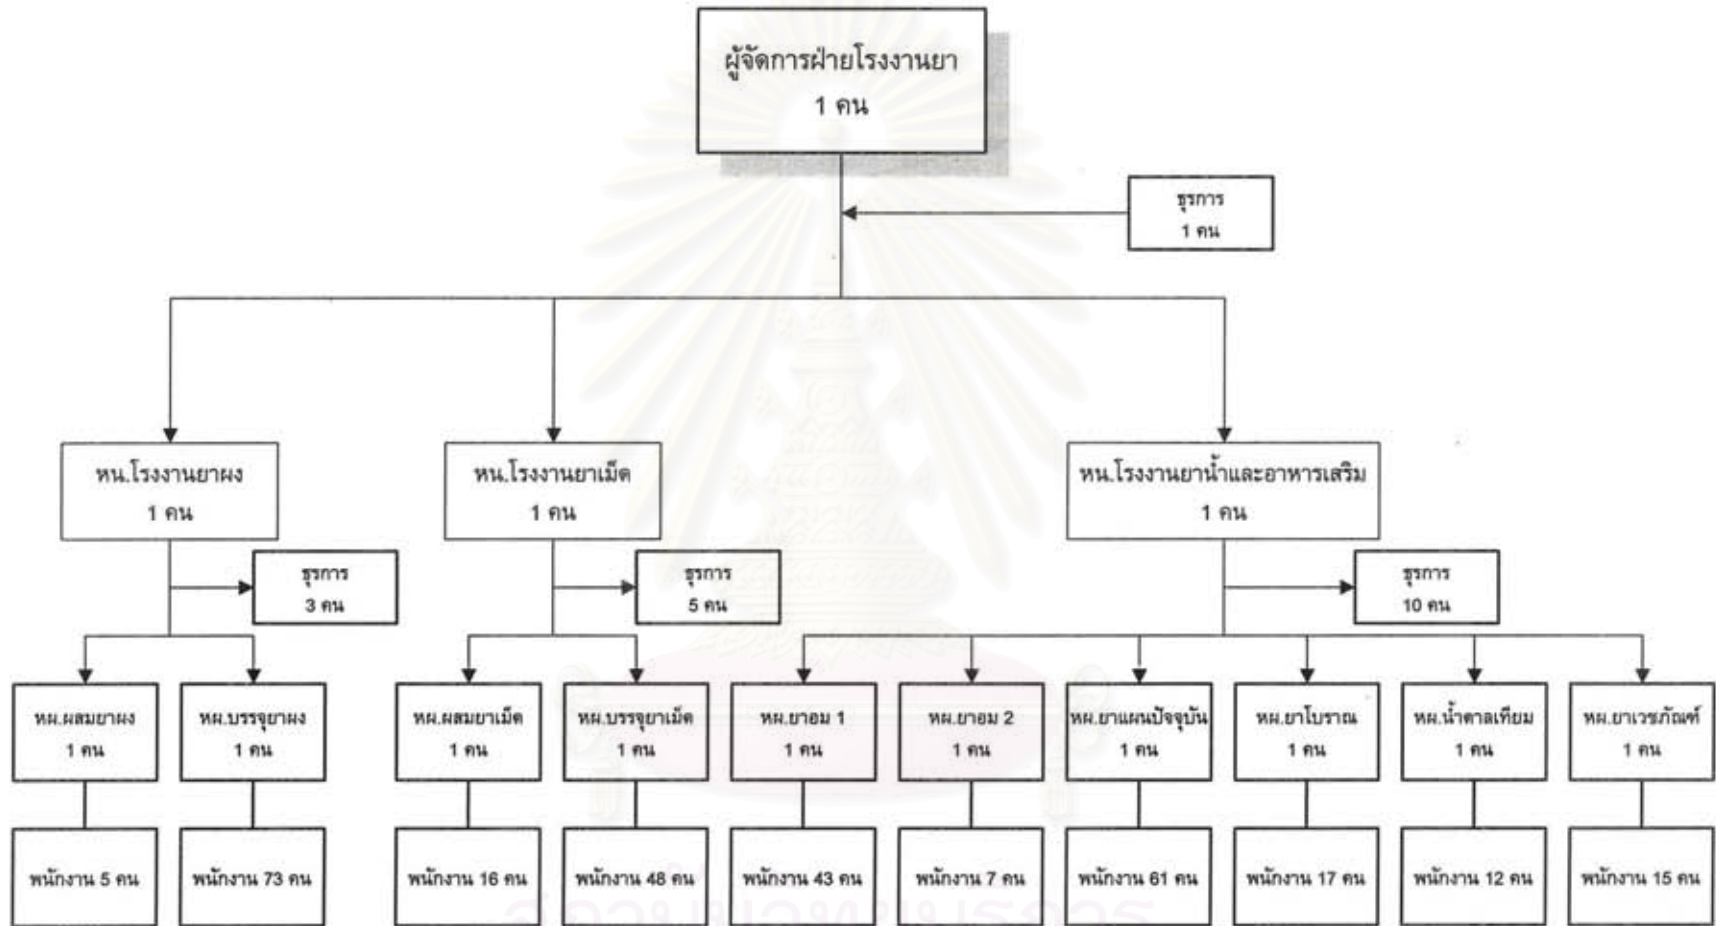 ผู้จัดการฝ่ายโรงงานยา
1 คน
ธุรการ
1 คน
หน.โรงงานยาผง
1 คน
หน.โรงงานยาเม็ด
1 คน
หน.โรงงานยาน้ำและอาหารเสริม
1 คน
ธุรการ
3 คน
ธุรการ
5 คน
ธุรการ
10 คน
หผ.ผสมยาผง
1 คน
หผ.บรรจุยาผง
1 คน
หผ.ผสมยาเม็ด
1 คน
หผ.บรรจุยาเม็ด
1 คน
หผ.ยาอม 1
1 คน
หผ.ยาอม 2
1 คน
หผ.ยาแผนปัจจุบัน
1 คน
หผ.ยาโบราณ
1 คน
หผ.น้ำตาลเทียม
1 คน
หผ.ยาเวชภัณฑ์
1 คน
พนักงาน 5 คน
พนักงาน 73 คน
พนักงาน 16 คน
พนักงาน 48 คน
พนักงาน 43 คน
พนักงาน 7 คน
พนักงาน 61 คน
พนักงาน 17 คน
พนักงาน 12 คน
พนักงาน 15 คน